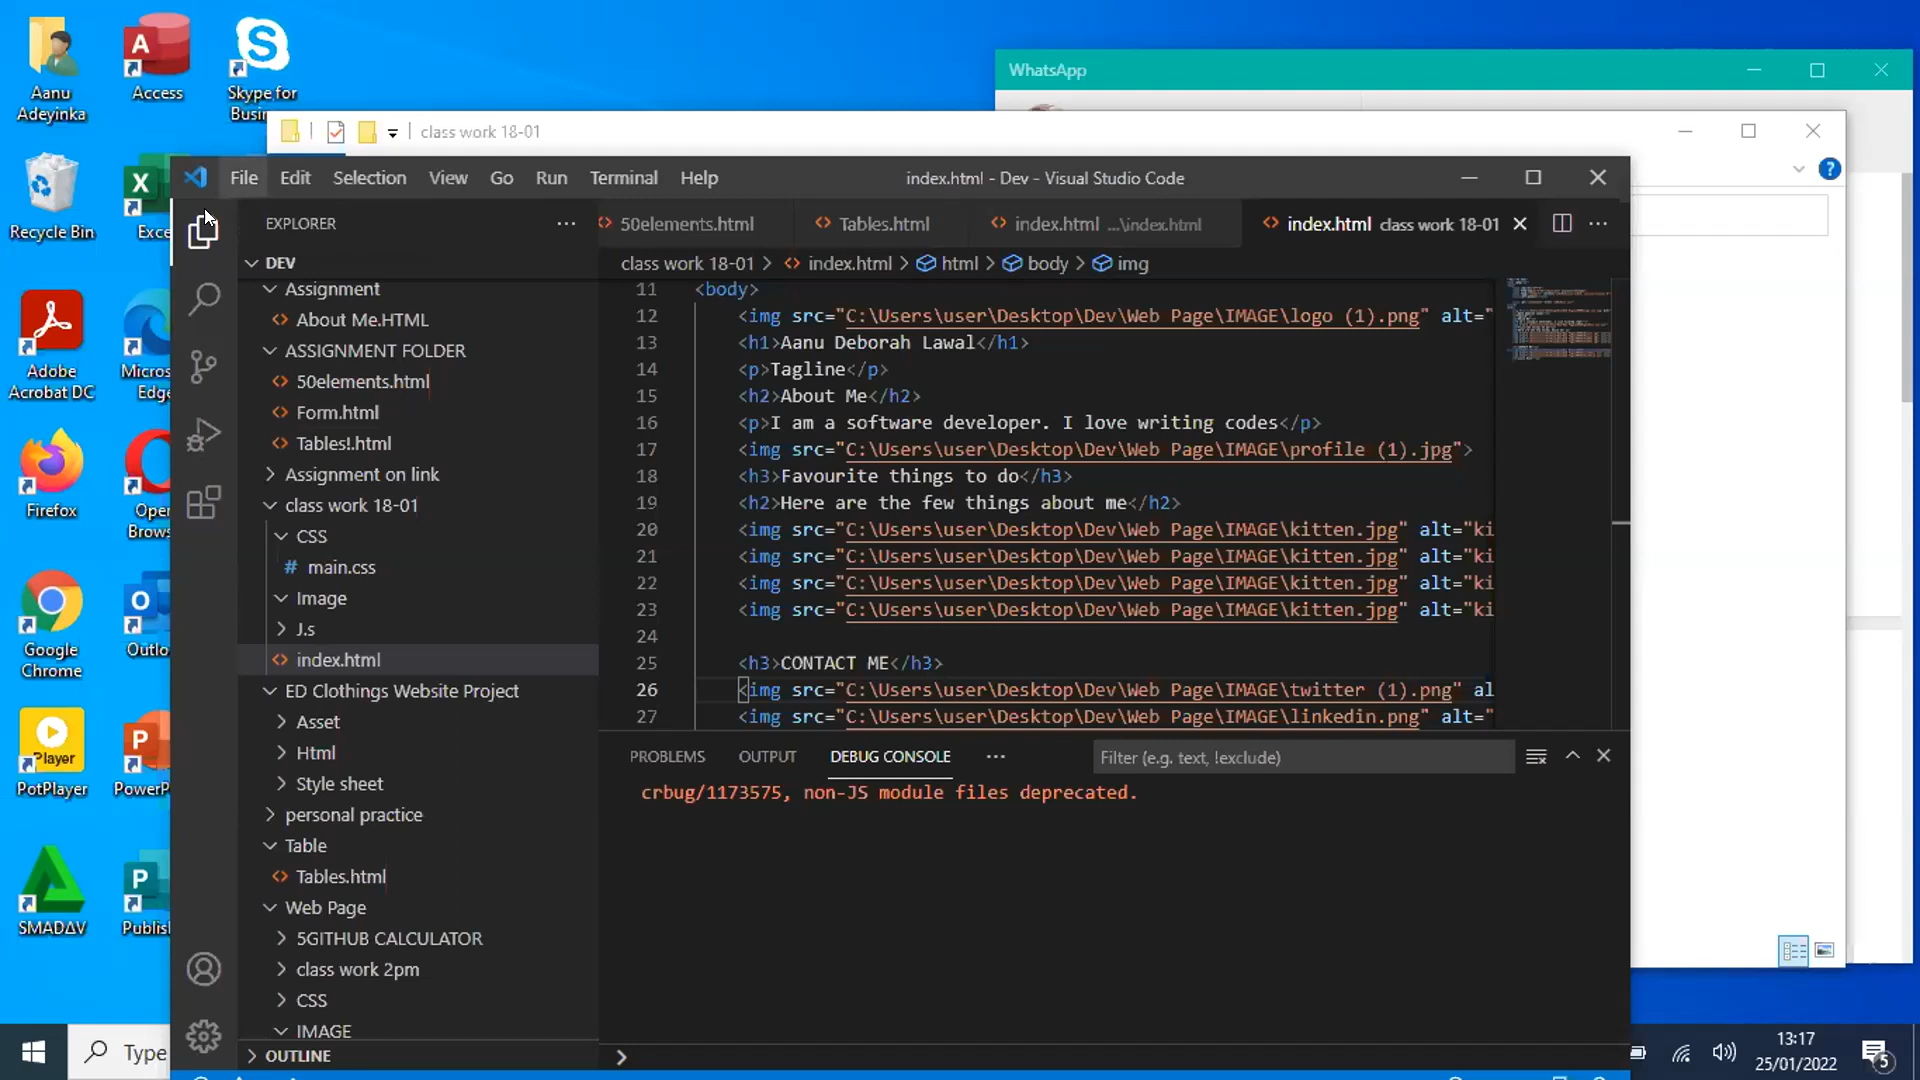 Aanu
Adeyinka
Access
Skype for
Busin
Recycle Bin
Exce
Adobe
Acrobat DC
Micros
Edge
Firefox
Oper
Brows
Google
Chrome
Outlo
Player
PotPlayer
PowerP
SMADΔV
Publish
WhatsApp
class work 18-01
File Edit Selection View Go Run Terminal Help
index.html - Dev - Visual Studio Code
EXPLORER
50elements.html
Tables.html
index.html ...\index.html
index.html class work 18-01
DEV
Assignment
About Me.HTML
ASSIGNMENT FOLDER
50elements.html
Form.html
Tables!.html
Assignment on link
class work 18-01
CSS
main.css
Image
J.s
index.html
ED Clothings Website Project
Asset
Html
Style sheet
personal practice
Table
Tables.html
Web Page
5GITHUB CALCULATOR
class work 2pm
CSS
IMAGE
OUTLINE
class work 18-01 > index.html > html > body > img
11 <body>
12 <img src="C:\Users\user\Desktop\Dev\Web Page\IMAGE\logo (1).png" alt="
13 <h1>Aanu Deborah Lawal</h1>
14 <p>Tagline</p>
15 <h2>About Me</h2>
16 <p>I am a software developer. I love writing codes</p>
17 <img src="C:\Users\user\Desktop\Dev\Web Page\IMAGE\profile (1).jpg">
18 <h3>Favourite things to do</h3>
19 <h2>Here are the few things about me</h2>
20 <img src="C:\Users\user\Desktop\Dev\Web Page\IMAGE\kitten.jpg" alt="ki
21 <img src="C:\Users\user\Desktop\Dev\Web Page\IMAGE\kitten.jpg" alt="ki
22 <img src="C:\Users\user\Desktop\Dev\Web Page\IMAGE\kitten.jpg" alt="ki
23 <img src="C:\Users\user\Desktop\Dev\Web Page\IMAGE\kitten.jpg" alt="ki
24
25 <h3>CONTACT ME</h3>
26 <img src="C:\Users\user\Desktop\Dev\Web Page\IMAGE\twitter (1).png" al
27 <img src="C:\Users\user\Desktop\Dev\Web Page\IMAGE\linkedin.png" alt="
PROBLEMS OUTPUT DEBUG CONSOLE
Filter (e.g. text, !exclude)
crbug/1173575, non-JS module files deprecated.
Type
13:17
25/01/2022
5